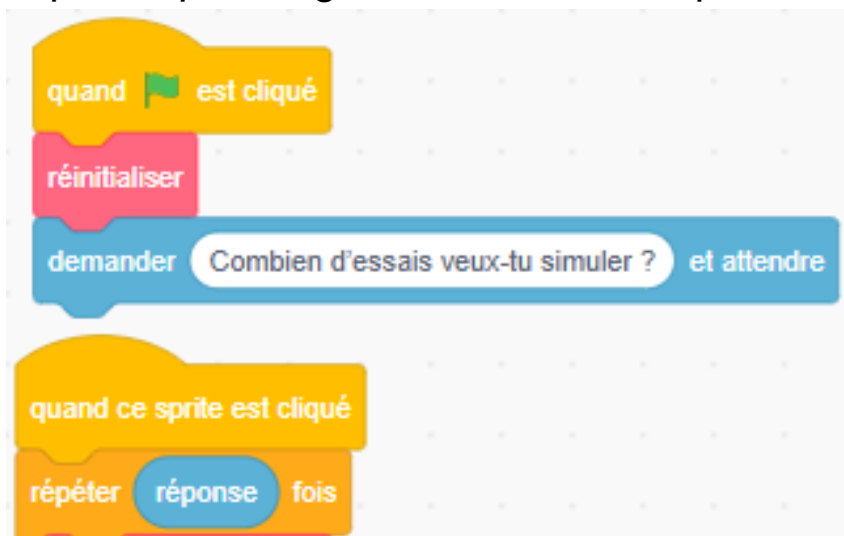 quand est cliqué
réinitialiser
demander Combien d'essais veux-tu simuler ? et attendre
quand ce sprite est cliqué
répéter réponse fois